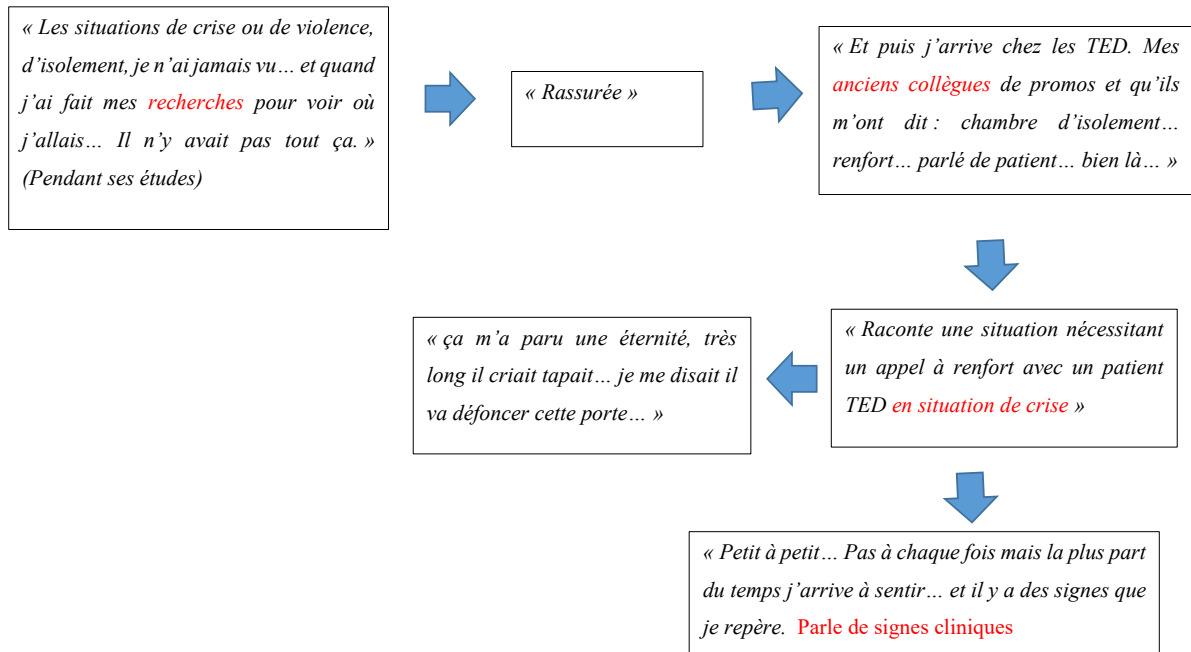 « Les situations de crise ou de violence,
d'isolement, je n'ai jamais vu… et quand
j'ai fait mes recherches pour voir où
j'allais… Il n'y avait pas tout ça. »
(Pendant ses études)
« Rassurée »
« Et puis j'arrive chez les TED. Mes
anciens collègues de promos et qu'ils
m'ont dit : chambre d'isolement…
renfort… parlé de patient… bien là… »
« ça m'a paru une éternité, très
long il criait tapait… je me disait il
va défoncer cette porte… »
« Raconte une situation nécessitant
un appel à renfort avec un patient
TED en situation de crise »
« Petit à petit… Pas à chaque fois mais la plus part
du temps j'arrive à sentir… et il y a des signes que
je repère. Parle de signes cliniques